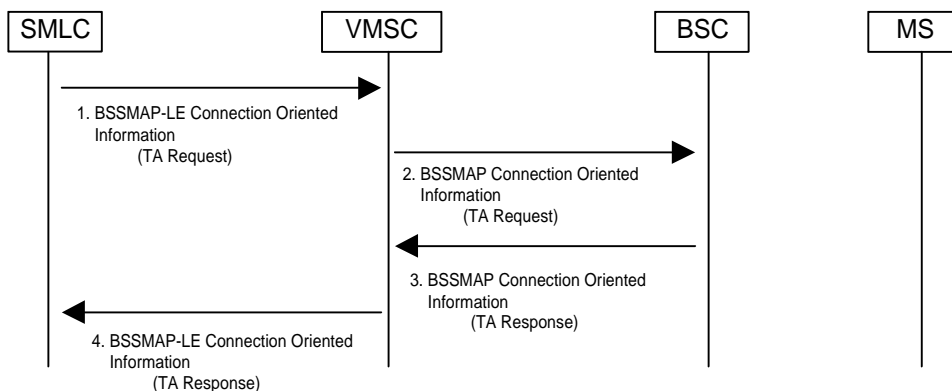 SMLC
VMSC
BSC
MS
1. BSSMAP-LE Connection Oriented
Information
(TA Request)
2. BSSMAP Connection Oriented
Information
(TA Request)
3. BSSMAP Connection Oriented
Information
(TA Response)
4. BSSMAP-LE Connection Oriented
Information
(TA Response)